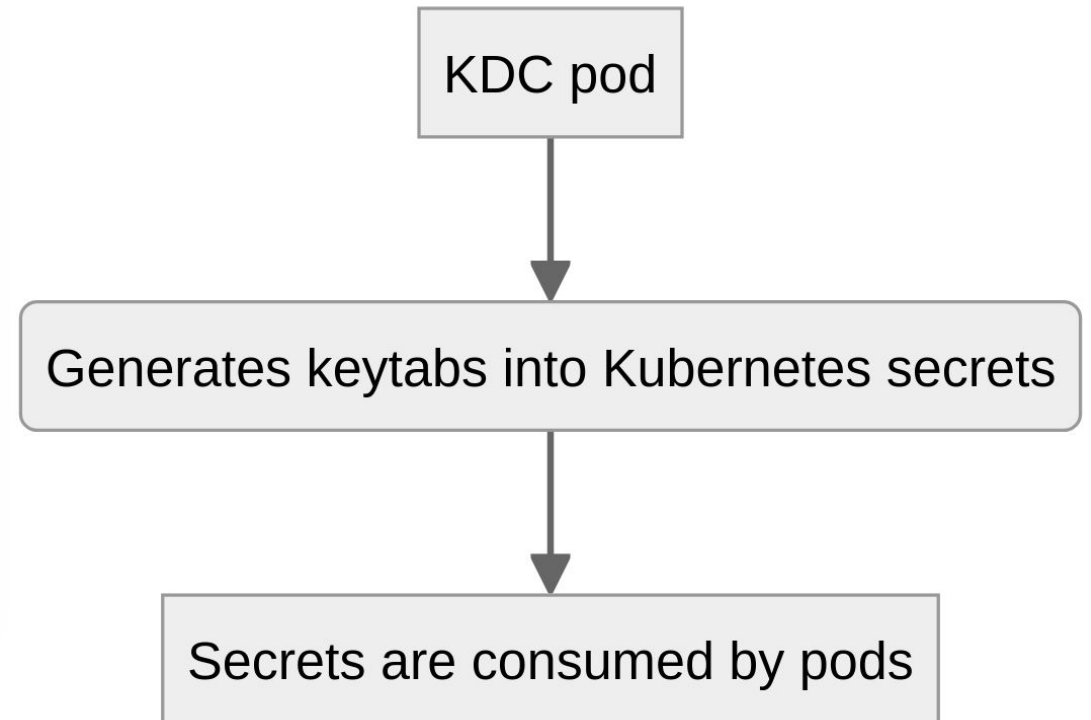 KDC pod
Generates keytabs into Kubernetes secrets
Secrets are consumed by pods